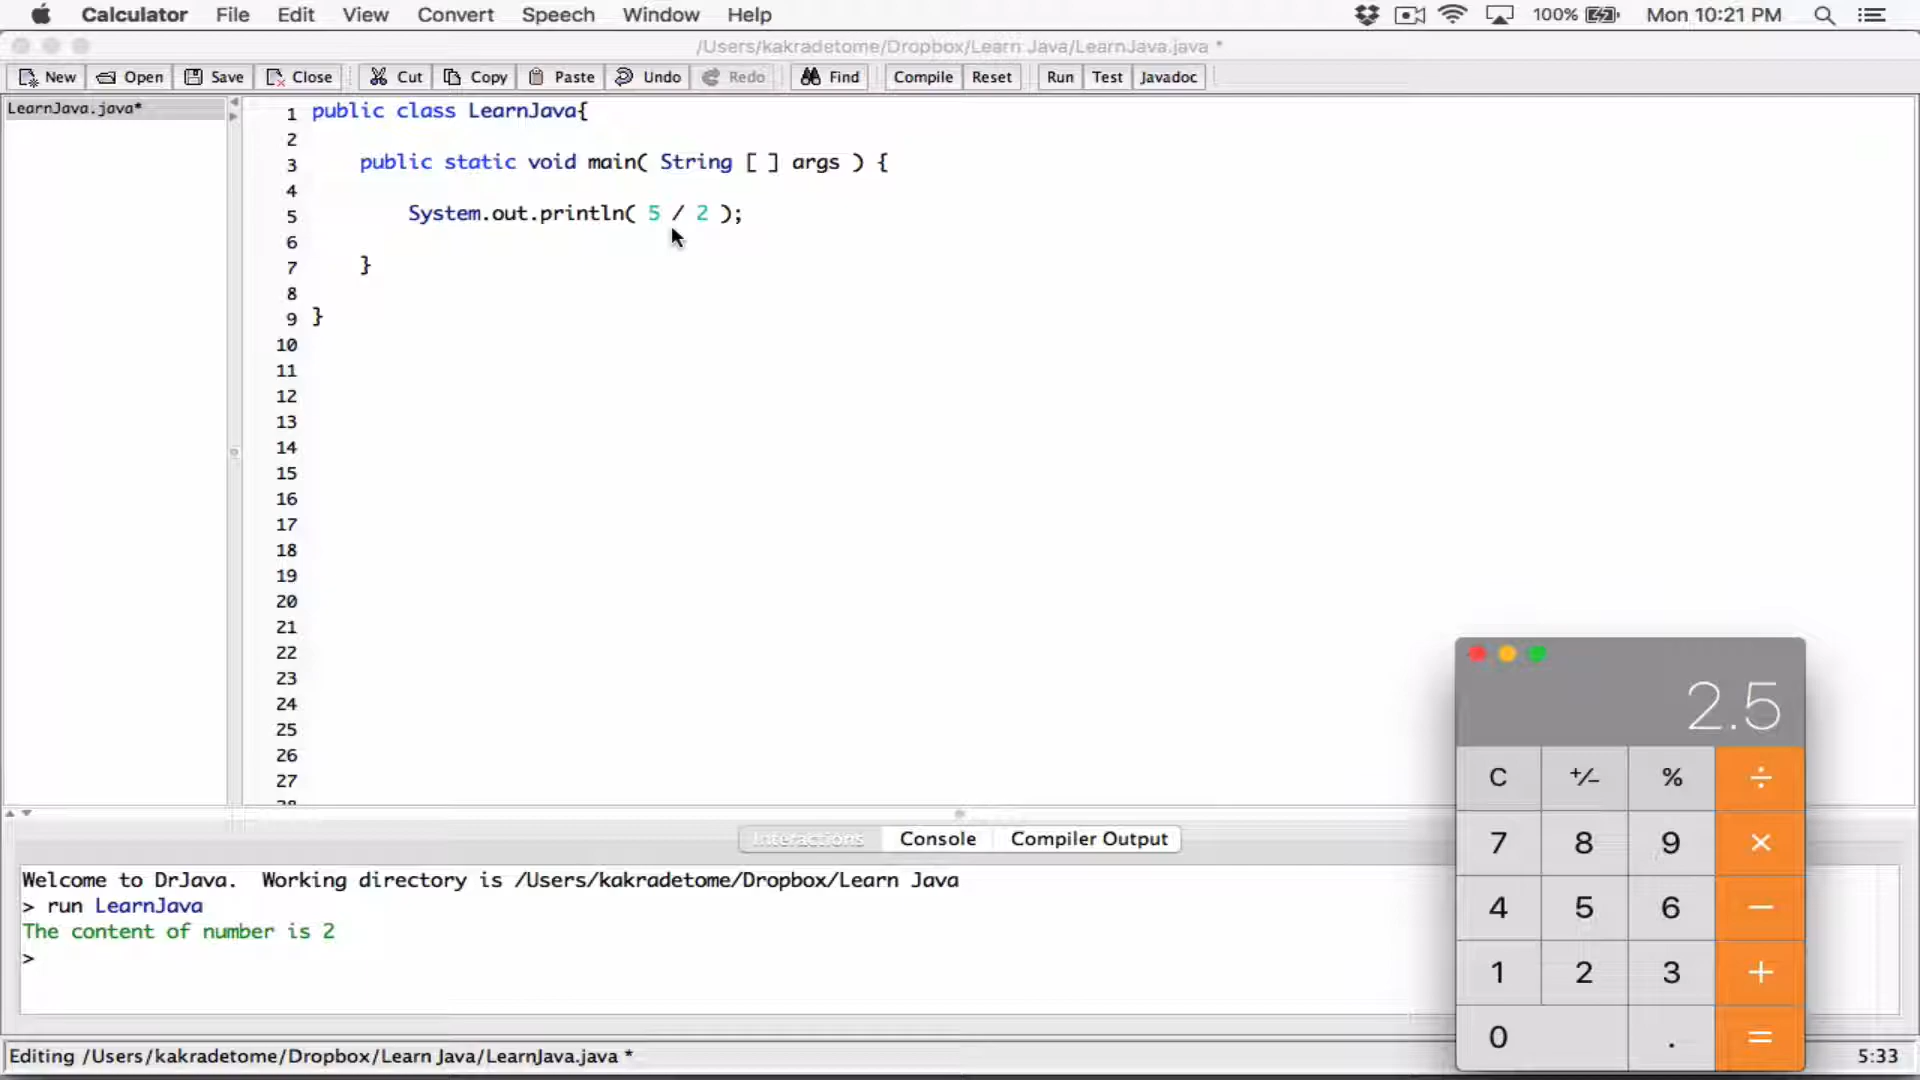 Calculator File Edit View Convert Speech Window Help 100% Mon 10:21 PM
/Users/kakradetome/Dropbox/Learn Java/LearnJava.java *
New Open Save Close Cut Copy Paste Undo Redo Find Compile Reset Run Test Javadoc
LearnJava.java*
1 public class LearnJava{
2
3 public static void main( String [ ] args ) {
4
5 System.out.println( 5 / 2 );
6
7 }
8
9 }
10
11
12
13
14
15
16
17
18
19
20
21
22
23
24
25
26
27
28
Interactions Console Compiler Output
Welcome to DrJava. Working directory is /Users/kakradetome/Dropbox/Learn Java
> run LearnJava
The content of number is 2
>
Editing /Users/kakradetome/Dropbox/Learn Java/LearnJava.java * 5:33
2.5
C +/- % ÷
7 8 9 ×
4 5 6 −
1 2 3 +
0 . =